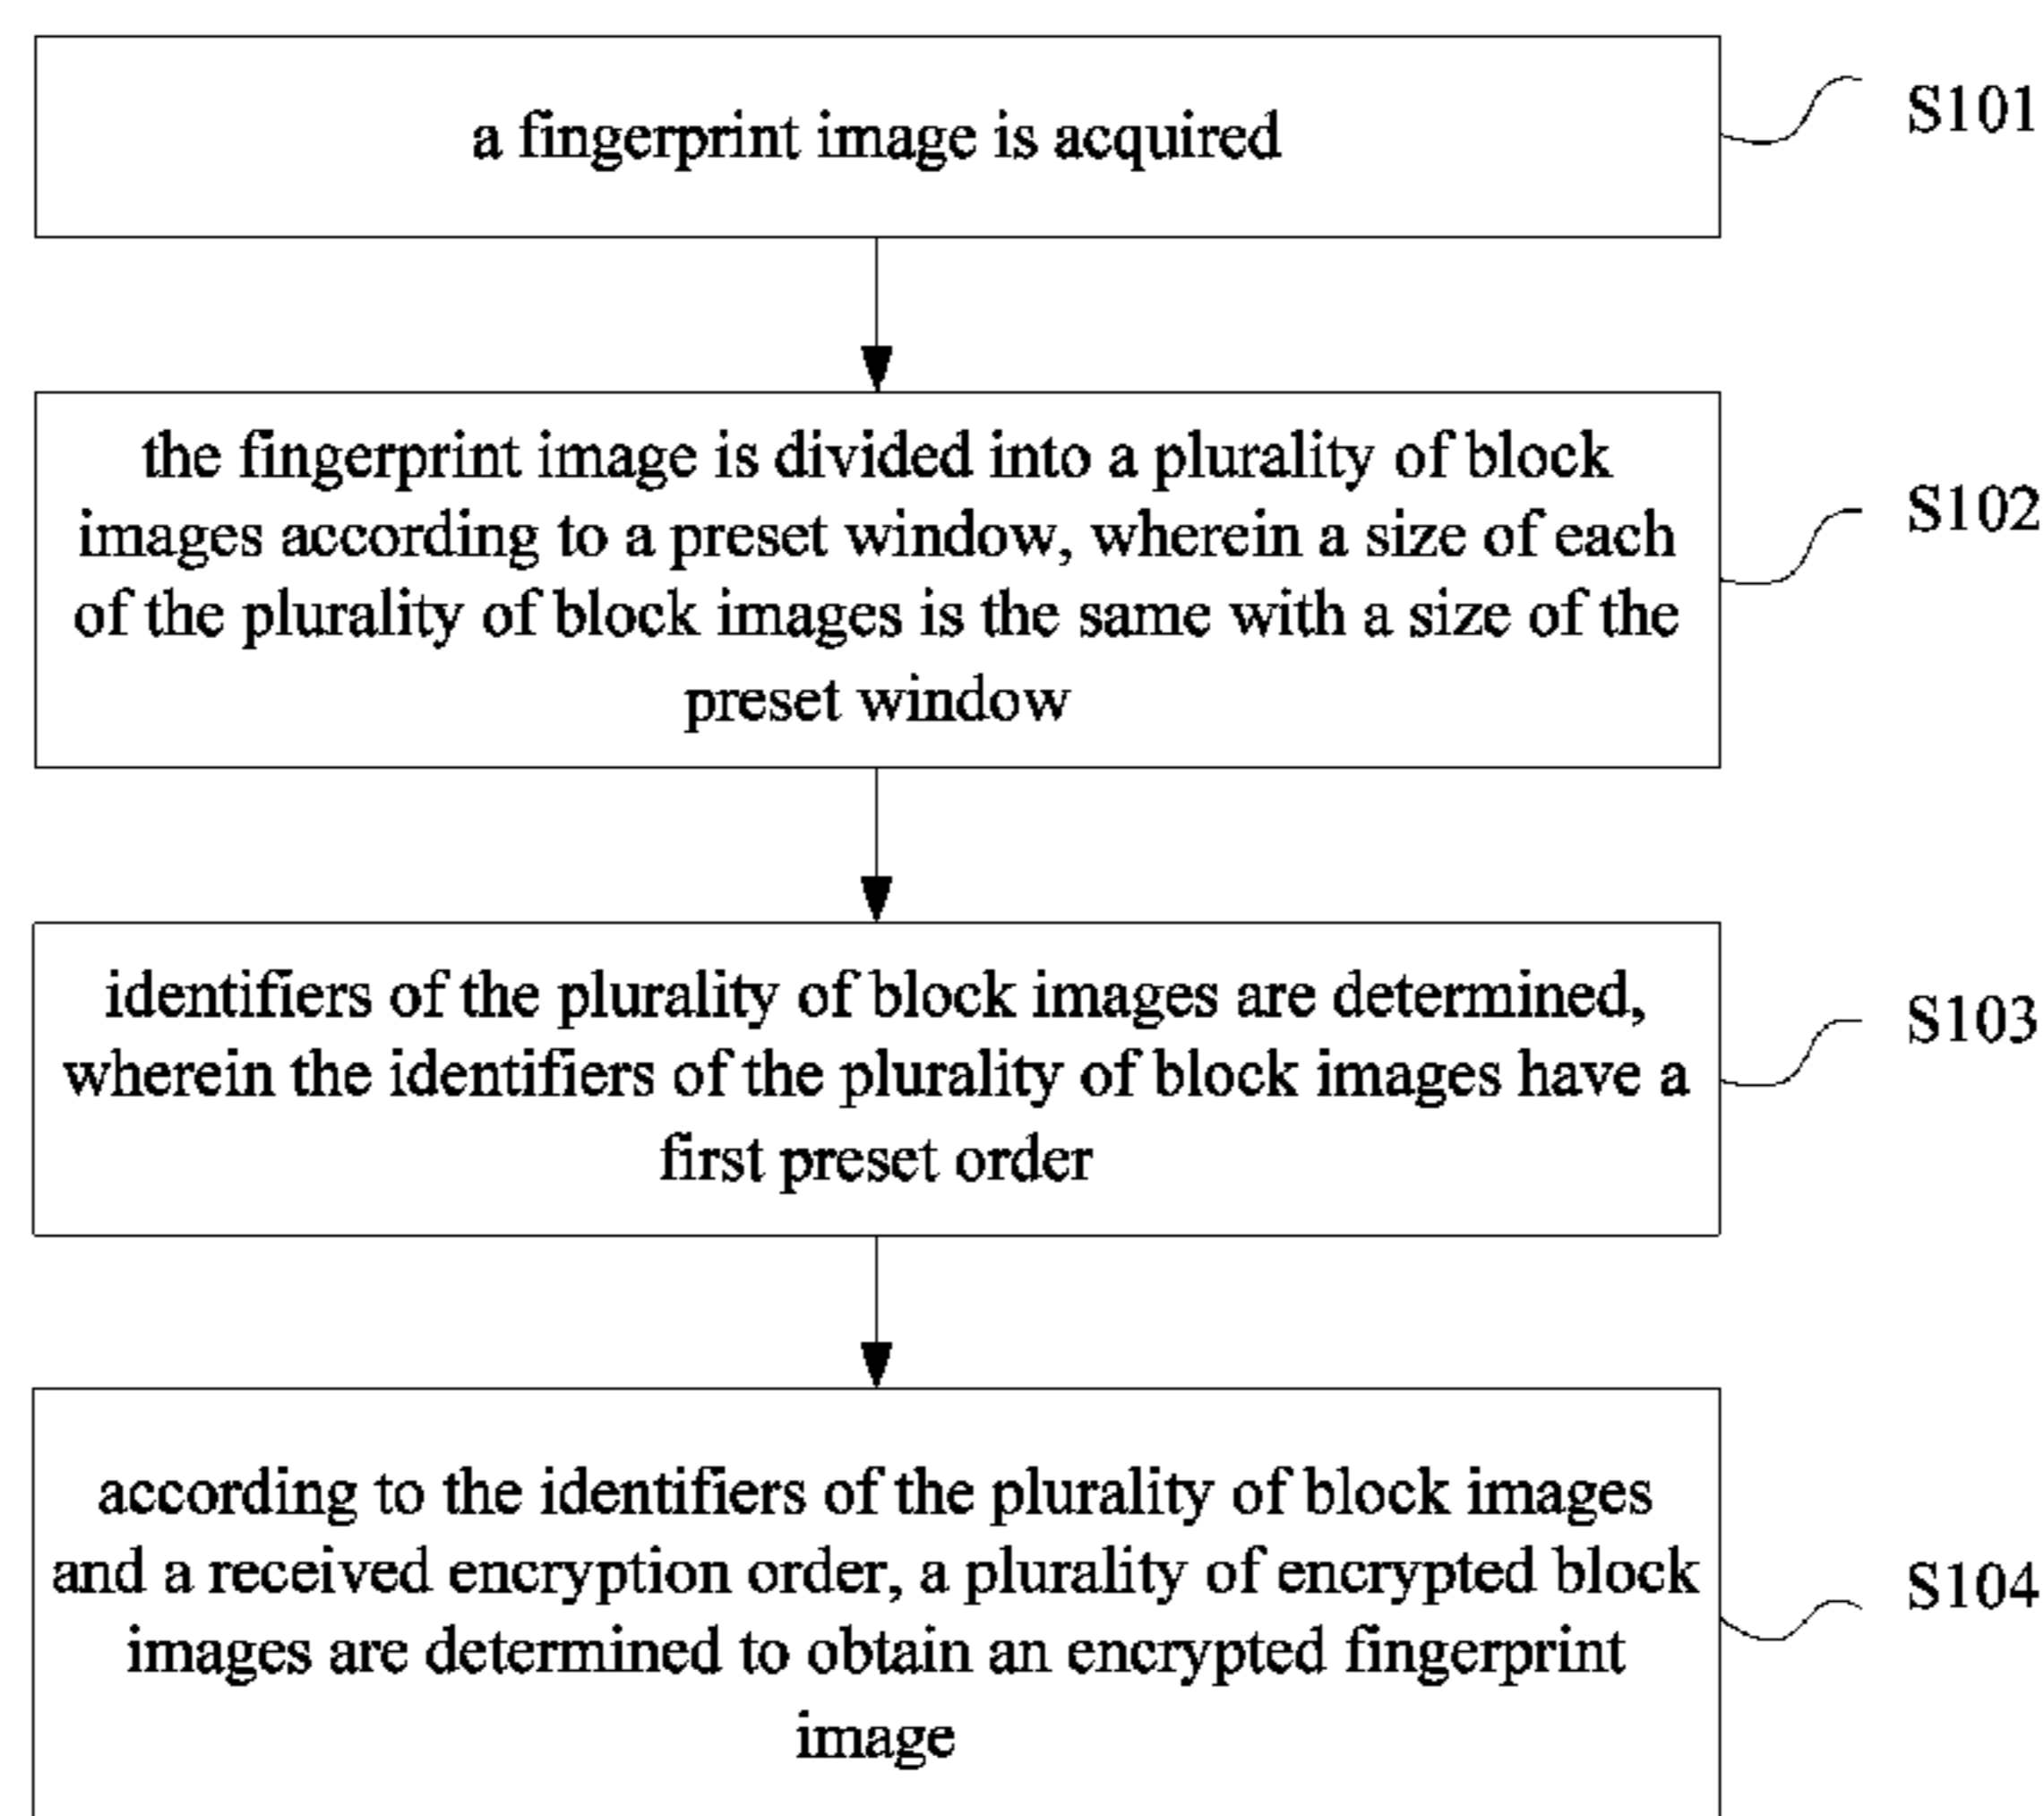 a fingerprint image is acquired
S101
the fingerprint image is divided into a plurality of block
images according to a preset window, wherein a size of each
of the plurality of block images is the same with a size of the
preset window
S102
identifiers of the plurality of block images are determined,
wherein the identifiers of the plurality of block images have a
first preset order
S103
according to the identifiers of the plurality of block images
and a received encryption order, a plurality of encrypted block
images are determined to obtain an encrypted fingerprint
image
S104